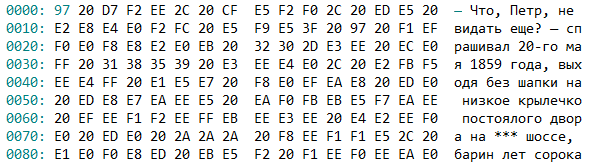 0000: 97 20 D7 F2 EE 2C 20 CF  E5 F2 F0 2C 20 ED E5 20  — Что, Петр, не
0010: E2 E8 E4 E0 F2 FC 20 E5  F9 E5 3F 20 97 20 F1 EF  видать еще? — сп
0020: F0 E0 F8 E8 E2 E0 EB 20  32 30 2D E3 EE 20 EC E0  рашивал 20-го ма
0030: FF 20 31 38 35 39 20 E3  EE E4 E0 2C 20 E2 FB F5  я 1859 года, вых
0040: EE E4 FF 20 E1 E5 E7 20  F8 E0 EF EA E8 20 ED E0  одя без шапки на
0050: 20 ED E8 E7 EA EE E5 20  EA F0 FB EB E5 F7 EA EE  низкое крылечко
0060: 20 EF EE F1 F2 EE FF EB  EE E3 EE 20 E4 E2 EE F0  постоялого двор
0070: E0 20 ED E0 20 2A 2A 2A  20 F8 EE F1 F1 E5 2C 20  а на *** шоссе,
0080: E1 E0 F0 E8 ED 20 EB E5  F2 20 F1 EE F0 EE EA E0  барин лет сорока